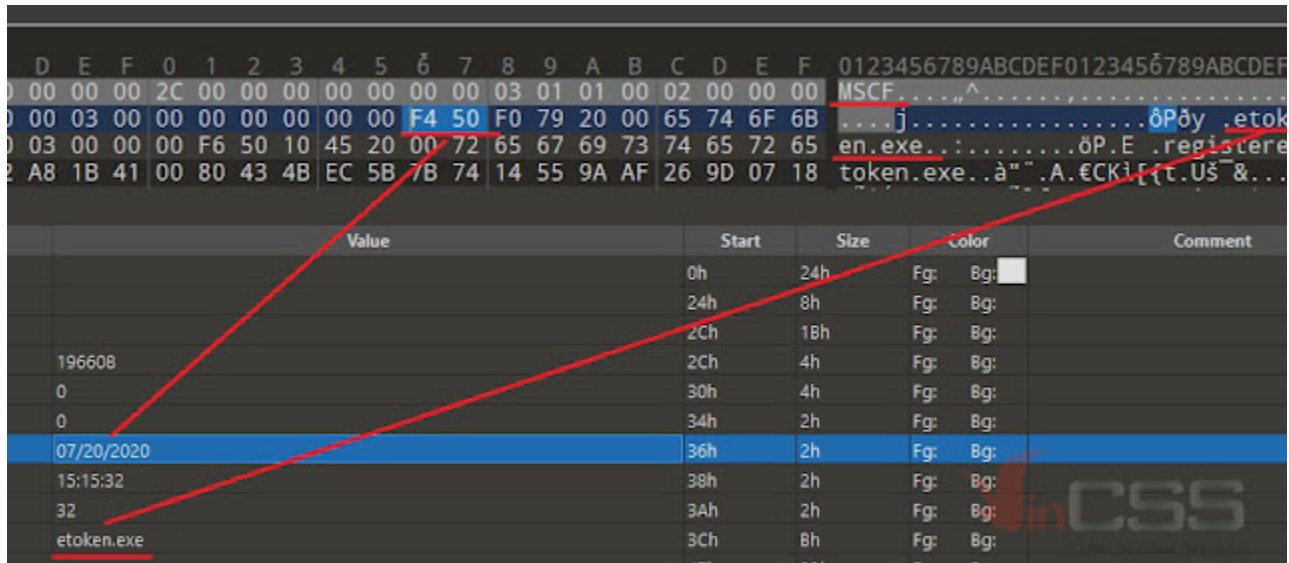 D E F 0 1 2 3 4 5 6 7 8 9 A B C D E F 0123456789ABCDEF0123456789ABCDEF
00 00 00 2C 00 00 00 00 00 00 00 03 01 01 00 02 00 00 00 MSCF....„^......,................
00 03 00 00 00 00 00 00 00 F4 50 F0 79 20 00 65 74 6F 6B ....j.................ôPðy .etok
03 00 00 00 F6 50 10 45 20 00 72 65 67 69 73 74 65 72 65 en.exe..:........öP.E .registere
A8 1B 41 00 80 43 4B EC 5B 7B 74 14 55 9A AF 26 9D 07 18 token.exe..à"¨.A.€CKì[{t.Uš¯&...
Value Start Size Color Comment
0h 24h Fg: Bg:
24h 8h Fg: Bg:
2Ch 1Bh Fg: Bg:
196608 2Ch 4h Fg: Bg:
0 30h 4h Fg: Bg:
0 34h 2h Fg: Bg:
07/20/2020 36h 2h Fg: Bg:
15:15:32 38h 2h Fg: Bg:
32 3Ah 2h Fg: Bg:
etoken.exe 3Ch Bh Fg: Bg:
inCSS